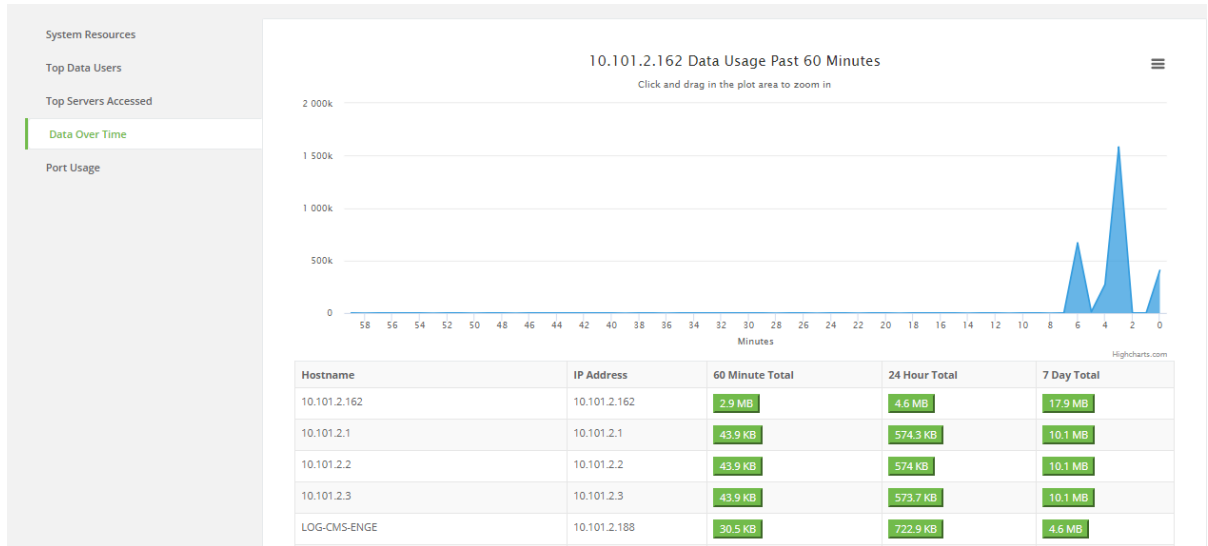 System Resources
Top Data Users
Top Servers Accessed
Data Over Time
Port Usage
10.101.2.162 Data Usage Past 60 Minutes
Click and drag in the plot area to zoom in
2 000k
1 500k
1 000k
500k
0
58 56 54 52 50 48 46 44 42 40 38 36 34 32 30 28 26 24 22 20 18 16 14 12 10 8 6 4 2 0
Minutes
Highcharts.com
Hostname IP Address 60 Minute Total 24 Hour Total 7 Day Total
10.101.2.162 10.101.2.162 2.9 MB 4.6 MB 17.9 MB
10.101.2.1 10.101.2.1 43.9 KB 574.3 KB 10.1 MB
10.101.2.2 10.101.2.2 43.9 KB 574 KB 10.1 MB
10.101.2.3 10.101.2.3 43.9 KB 573.7 KB 10.1 MB
LOG-CMS-ENGE 10.101.2.188 30.5 KB 722.9 KB 4.6 MB